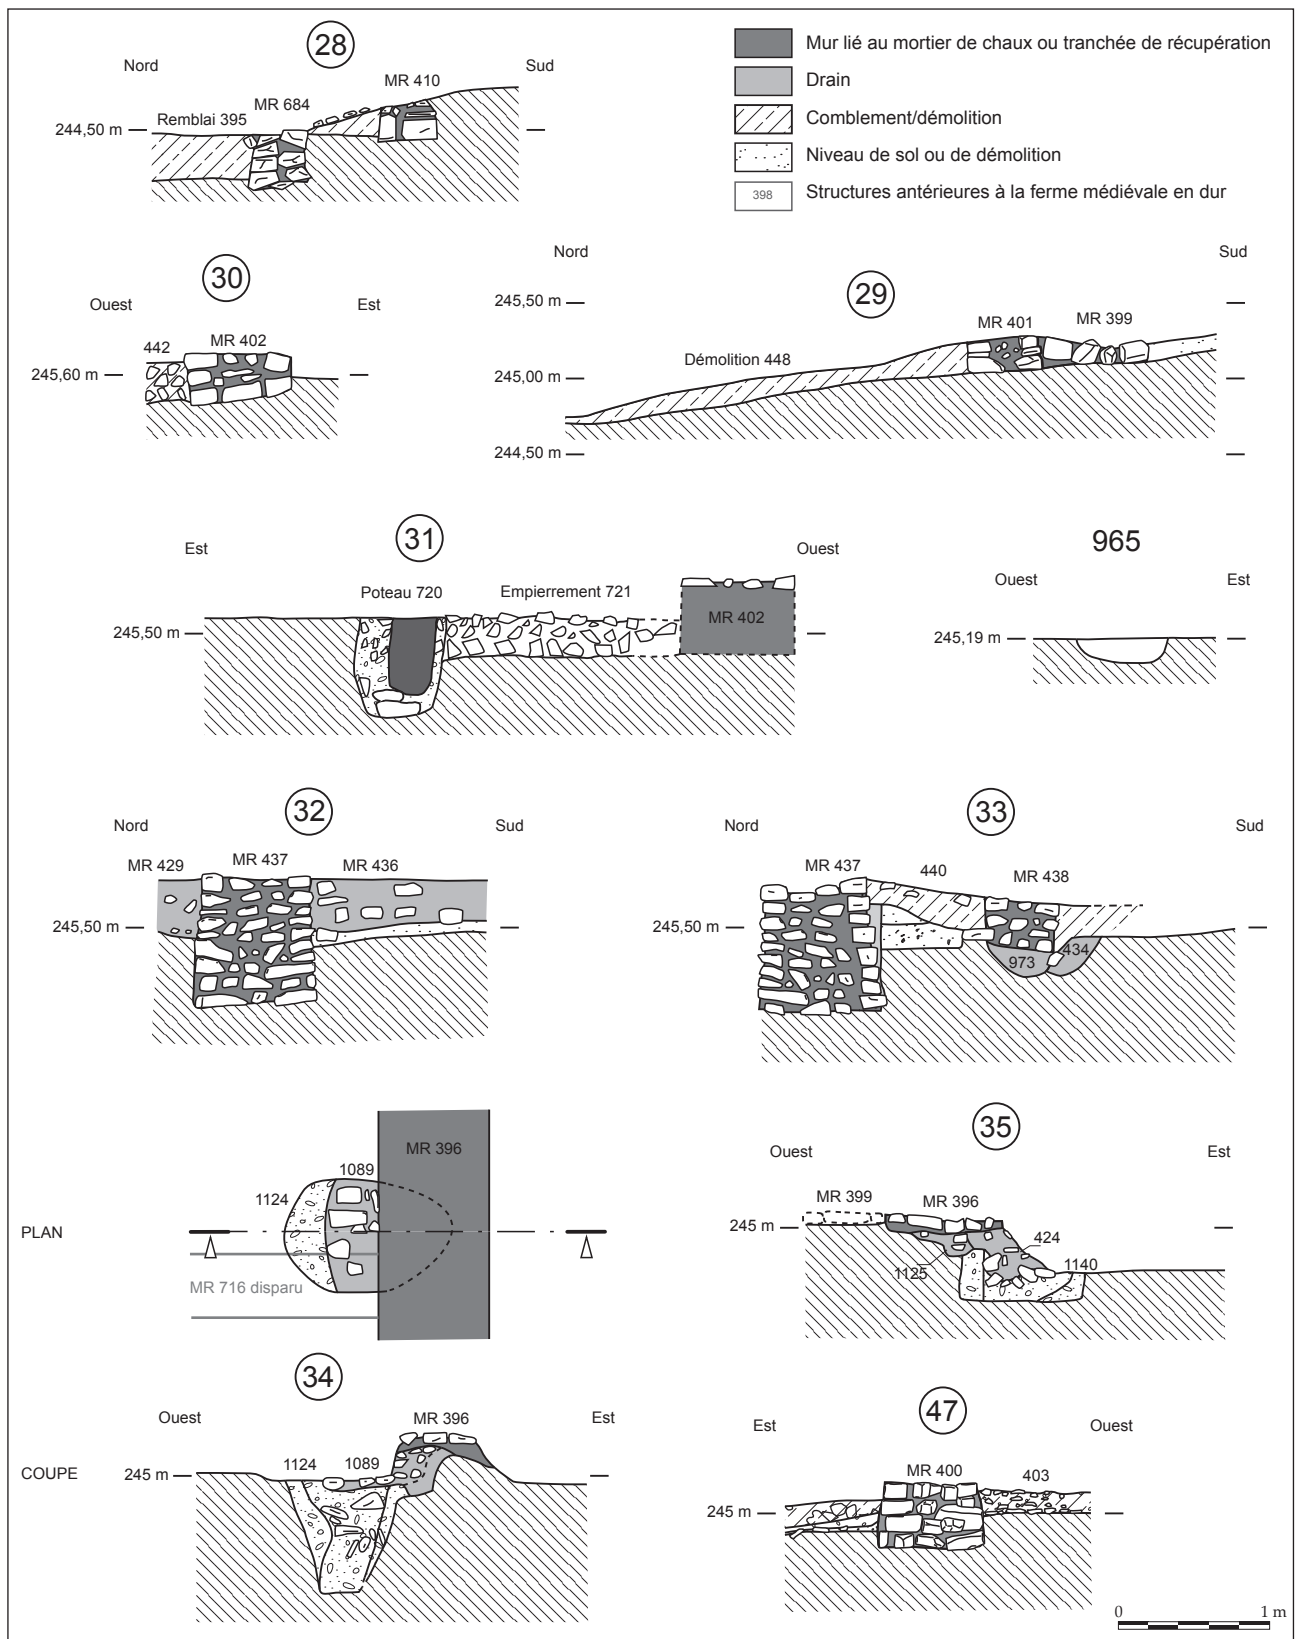 28
Nord
Sud
MR 410
MR 684
Remblai 395
244,50 m
Mur lié au mortier de chaux ou tranchée de récupération
Drain
Comblement/démolition
Niveau de sol ou de démolition
398
Structures antérieures à la ferme médiévale en dur
30
Ouest
Est
442
MR 402
245,60 m
Nord
Sud
29
245,50 m
MR 401
MR 399
Démolition 448
245,00 m
244,50 m
31
Est
Ouest
Poteau 720
Empierrement 721
MR 402
245,50 m
965
Ouest
Est
245,19 m
32
Nord
Sud
MR 429
MR 437
MR 436
245,50 m
33
Nord
Sud
MR 437
440
MR 438
245,50 m
434
973
MR 396
1089
1124
PLAN
MR 716 disparu
35
Ouest
Est
MR 399
MR 396
245 m
424
1125
1140
34
Ouest
Est
MR 396
1124
1089
COUPE
245 m
47
Est
Ouest
MR 400
403
245 m
0
1 m